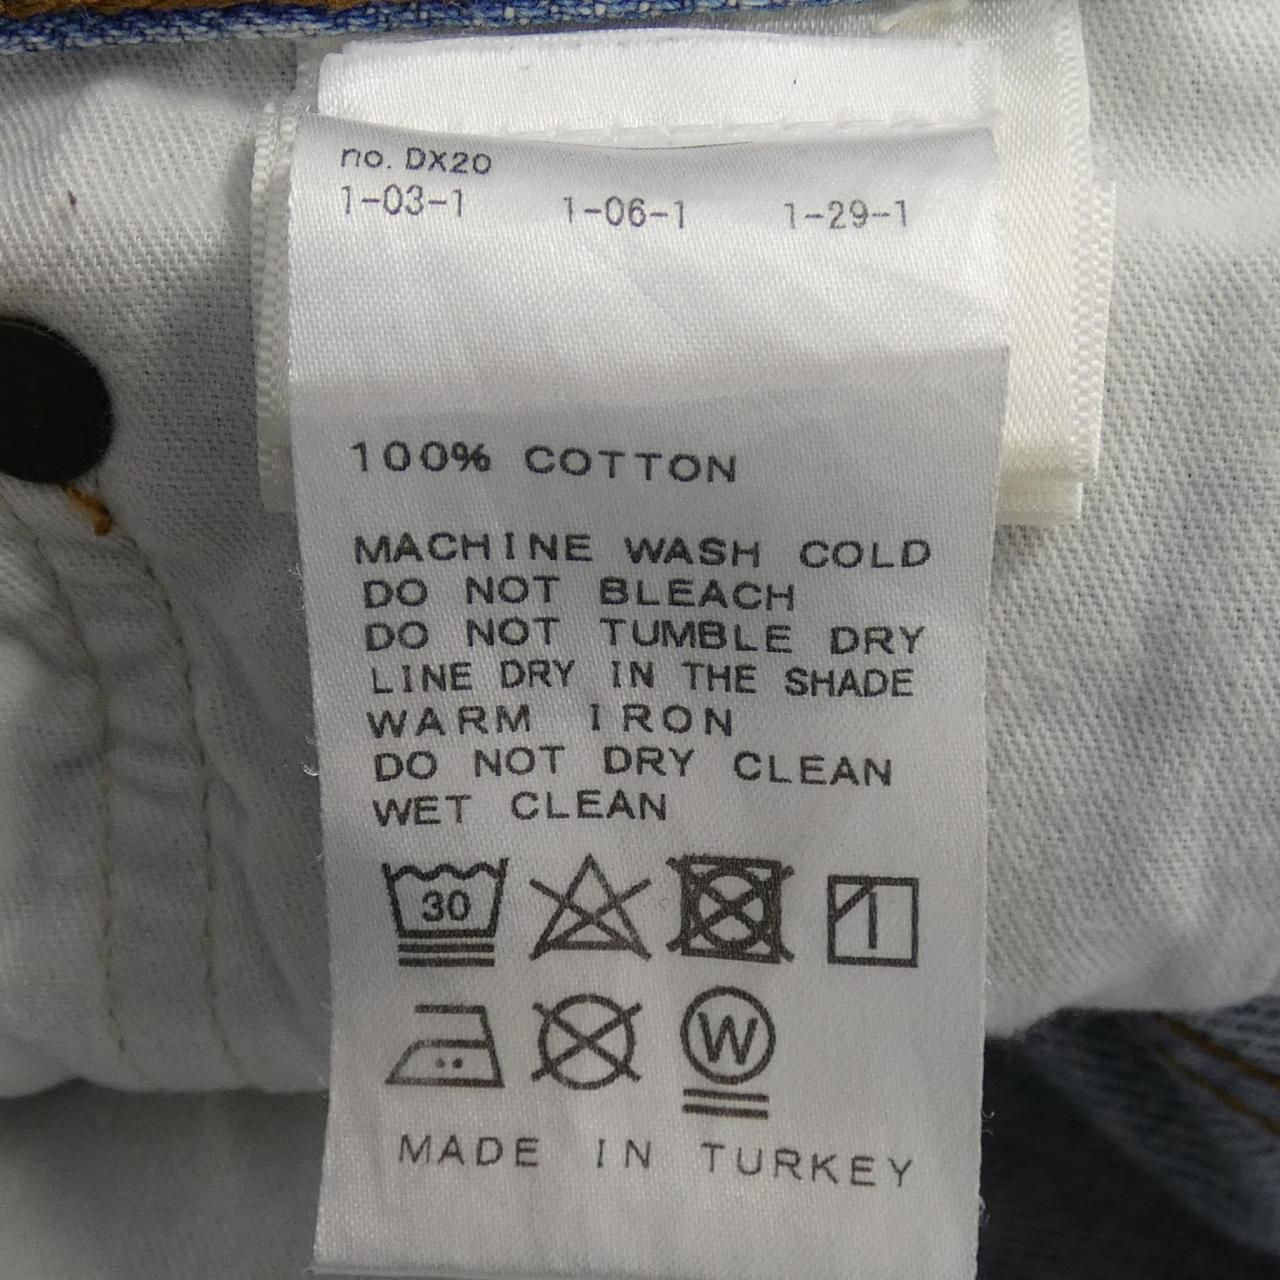 no. DX20
1-03-1 1-06-1 1-29-1
100% COTTON
MACHINE WASH COLD
DO NOT BLEACH
DO NOT TUMBLE DRY
LINE DRY IN THE SHADE
WARM IRON
DO NOT DRY CLEAN
WET CLEAN
30
W
MADE IN TURKEY